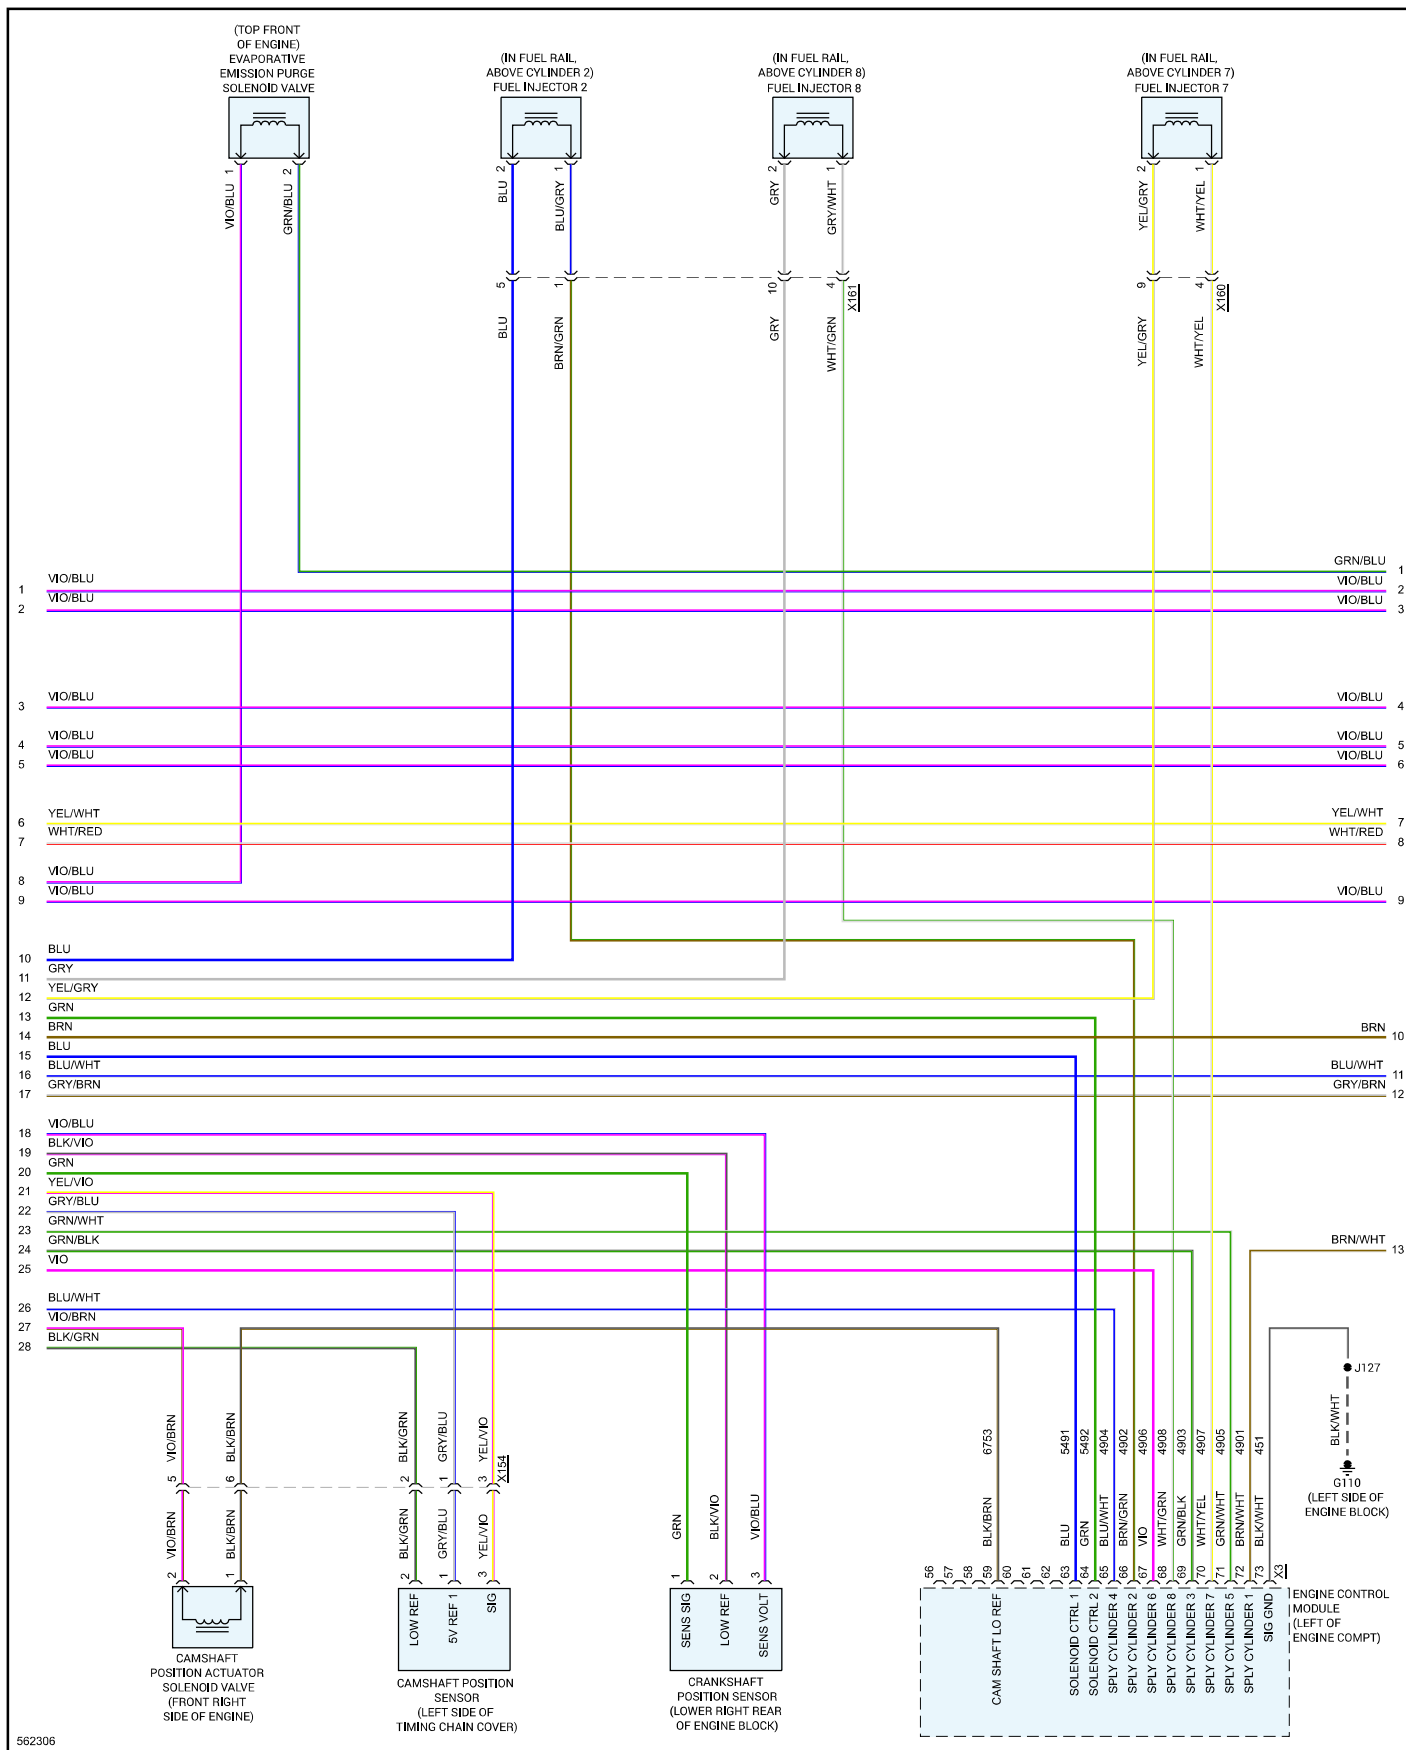 (TOP FRONT
OF ENGINE)
EVAPORATIVE
EMISSION PURGE
SOLENOID VALVE
(IN FUEL RAIL,
ABOVE CYLINDER 2)
FUEL INJECTOR 2
(IN FUEL RAIL,
ABOVE CYLINDER 8)
FUEL INJECTOR 8
(IN FUEL RAIL,
ABOVE CYLINDER 7)
FUEL INJECTOR 7
1
2
2
1
2
1
2
1
VIO/BLU
GRN/BLU
BLU
BLU/GRY
GRY
GRY/WHT
YEL/GRY
WHT/YEL
5
1
10
4
X161
9
4
X160
BLU
BRN/GRN
GRY
WHT/GRN
YEL/GRY
WHT/YEL
GRN/BLU 1
1 VIO/BLU
VIO/BLU 2
2 VIO/BLU
VIO/BLU 3
3 VIO/BLU
VIO/BLU 4
4 VIO/BLU
VIO/BLU 5
5 VIO/BLU
VIO/BLU 6
6 YEL/WHT
YEL/WHT 7
7 WHT/RED
WHT/RED 8
8 VIO/BLU
9 VIO/BLU
VIO/BLU 9
10 BLU
11 GRY
12 YEL/GRY
13 GRN
14 BRN
BRN 10
15 BLU
16 BLU/WHT
BLU/WHT 11
17 GRY/BRN
GRY/BRN 12
18 VIO/BLU
19 BLK/VIO
20 GRN
21 YEL/VIO
22 GRY/BLU
23 GRN/WHT
24 GRN/BLK
BRN/WHT 13
25 VIO
26 BLU/WHT
27 VIO/BRN
28 BLK/GRN
J127
BLK/WHT
G110
(LEFT SIDE OF
ENGINE BLOCK)
VIO/BRN
BLK/BRN
BLK/GRN
GRY/BLU
YEL/VIO
5
6
2
1
3
X154
VIO/BRN
BLK/BRN
BLK/GRN
GRY/BLU
YEL/VIO
GRN
BLK/VIO
VIO/BLU
6753
5491
5492
4904
4902
4906
4908
4903
4907
4905
4901
451
BLK/BRN
BLU
GRN
BLU/WHT
BRN/GRN
VIO
WHT/GRN
GRN/BLK
WHT/YEL
GRN/WHT
BRN/WHT
BLK/WHT
2
1
2
1
3
1
2
3
56
57
58
59
60
61
62
63
64
65
66
67
68
69
70
71
72
73
X3
LOW REF
5V REF 1
SIG
SENS SIG
LOW REF
SENS VOLT
CAM SHAFT LO REF
SOLENOID CTRL 1
SOLENOID CTRL 2
SPLY CYLINDER 4
SPLY CYLINDER 2
SPLY CYLINDER 6
SPLY CYLINDER 8
SPLY CYLINDER 3
SPLY CYLINDER 7
SPLY CYLINDER 5
SPLY CYLINDER 1
SIG GND
ENGINE CONTROL
MODULE
(LEFT OF
ENGINE COMPT)
CAMSHAFT
POSITION ACTUATOR
SOLENOID VALVE
(FRONT RIGHT
SIDE OF ENGINE)
CAMSHAFT POSITION
SENSOR
(LEFT SIDE OF
TIMING CHAIN COVER)
CRANKSHAFT
POSITION SENSOR
(LOWER RIGHT REAR
OF ENGINE BLOCK)
562306